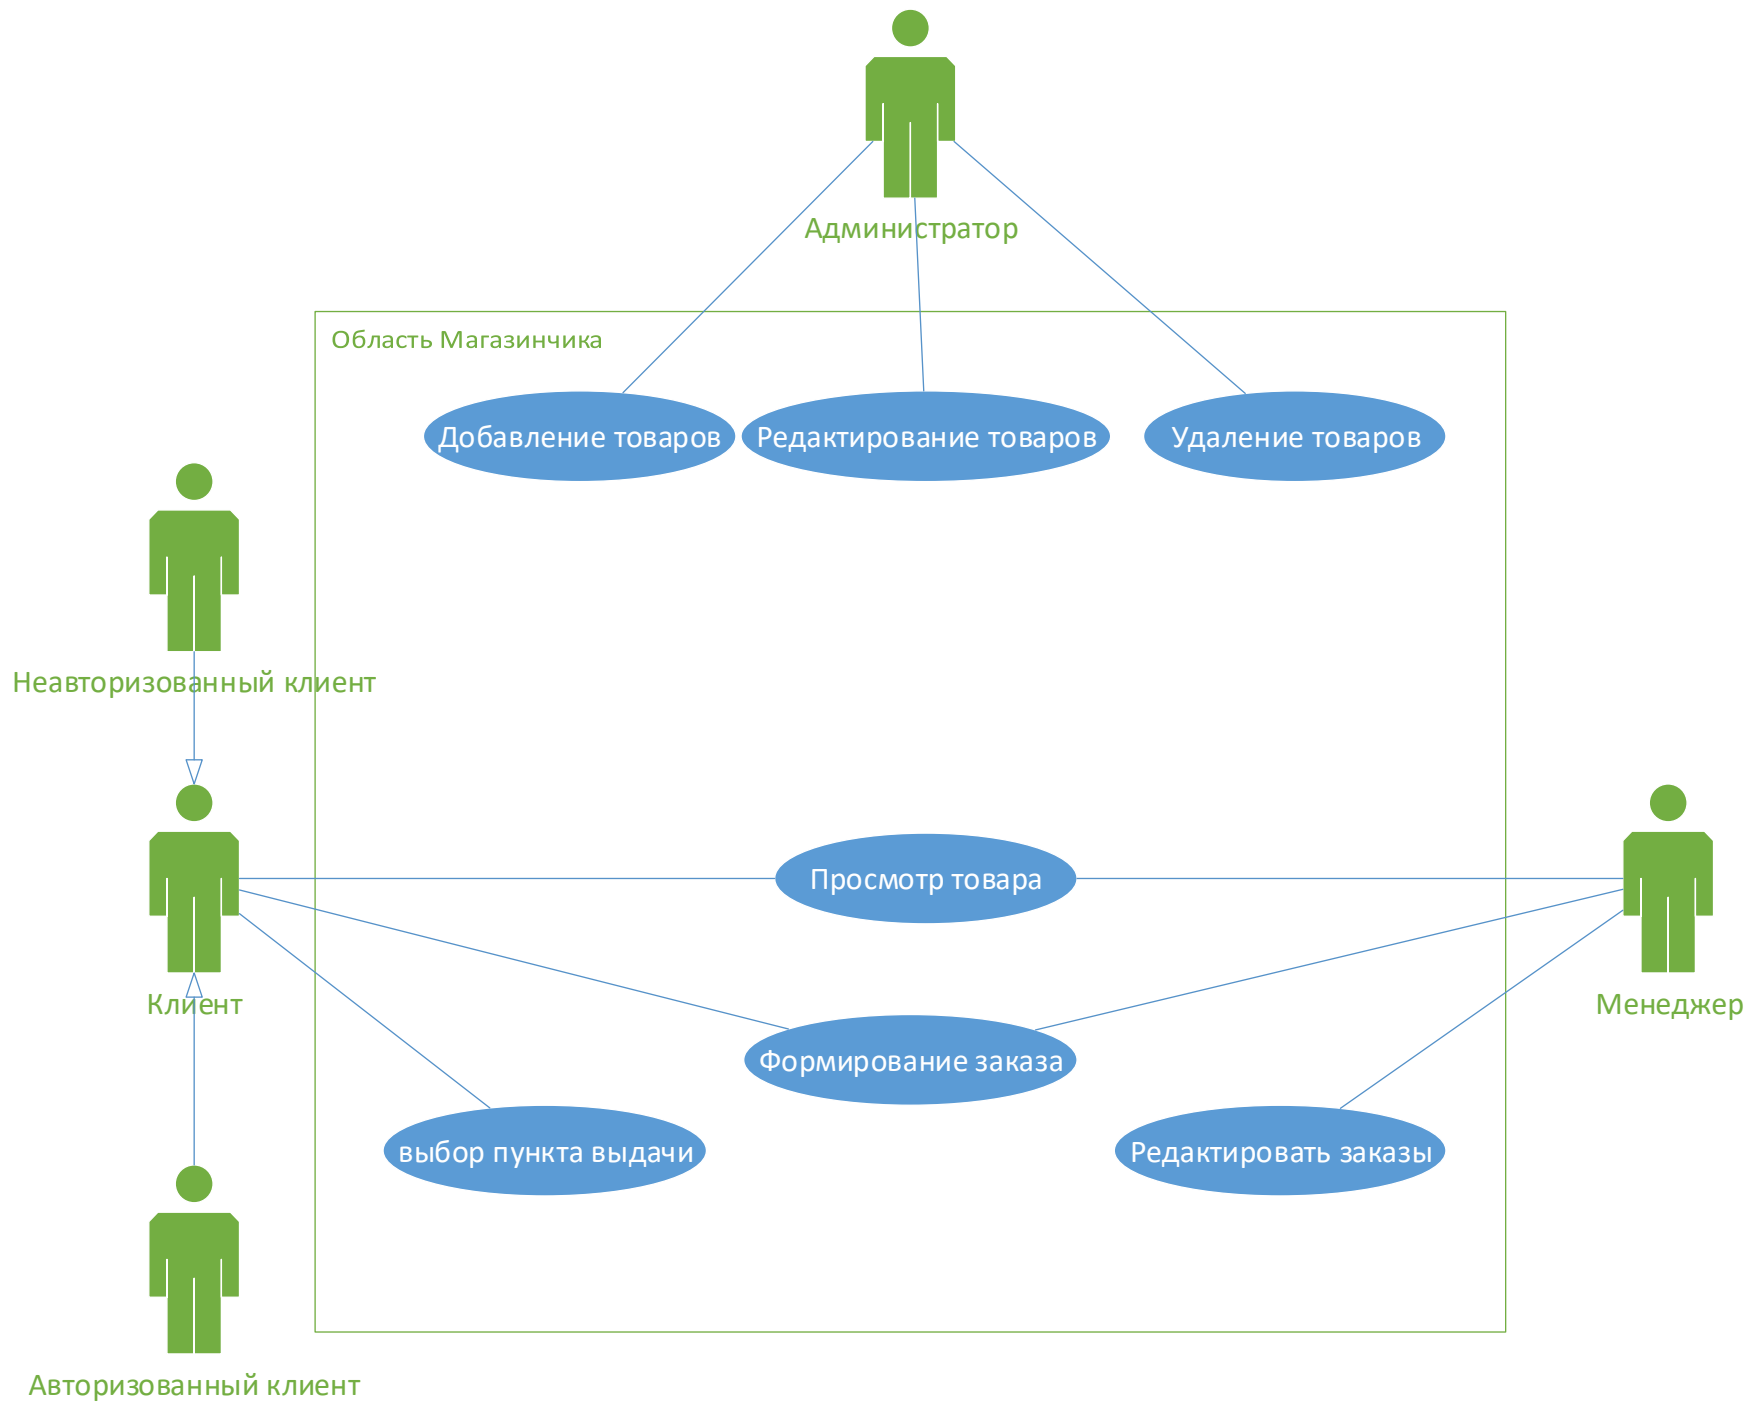 Администратор
Область Магазинчика
Добавление товаров
Редактирование товаров
Удаление товаров
Неавторизованный клиент
Просмотр товара
Клиент
Менеджер
Формирование заказа
выбор пункта выдачи
Редактировать заказы
Авторизованный клиент